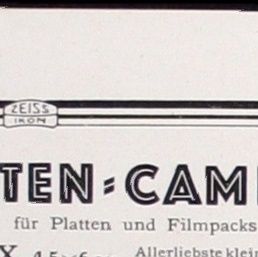 ZEISS
IKON
TEN-CAM
für Platten und Filmpacks
Allerliebste klein